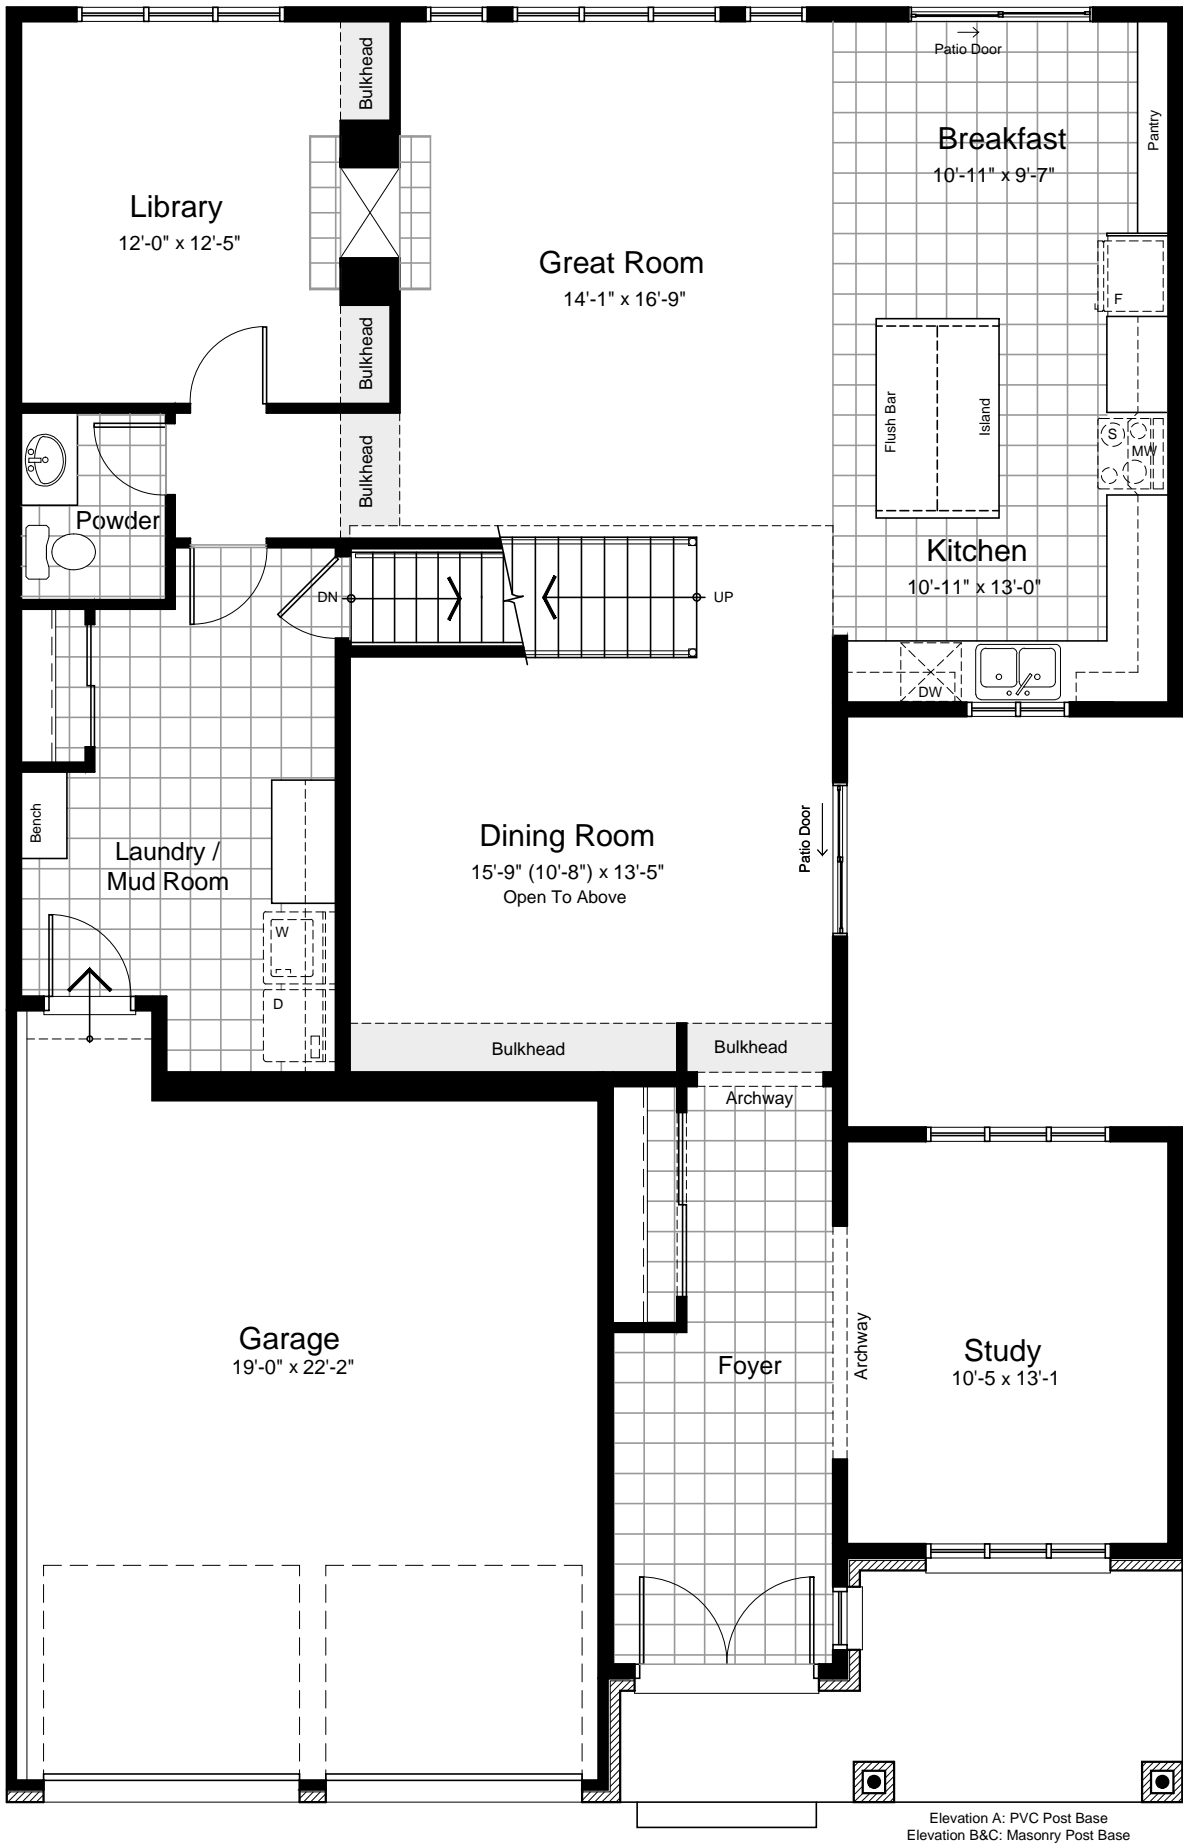 Bulkhead
Patio Door
Breakfast
10'-11" x 9'-7"
Pantry
Library
12'-0" x 12'-5"
Great Room
14'-1" x 16'-9"
F
Bulkhead
Flush Bar
Island
S
MW
Bulkhead
Powder
Kitchen
10'-11" x 13'-0"
DN
UP
DW
Bench
Laundry /
Mud Room
Dining Room
15'-9" (10'-8") x 13'-5"
Open To Above
Patio Door
W
D
Bulkhead
Bulkhead
Archway
Garage
19'-0" x 22'-2"
Foyer
Archway
Study
10'-5 x 13'-1
Elevation A: PVC Post Base
Elevation B&C: Masonry Post Base